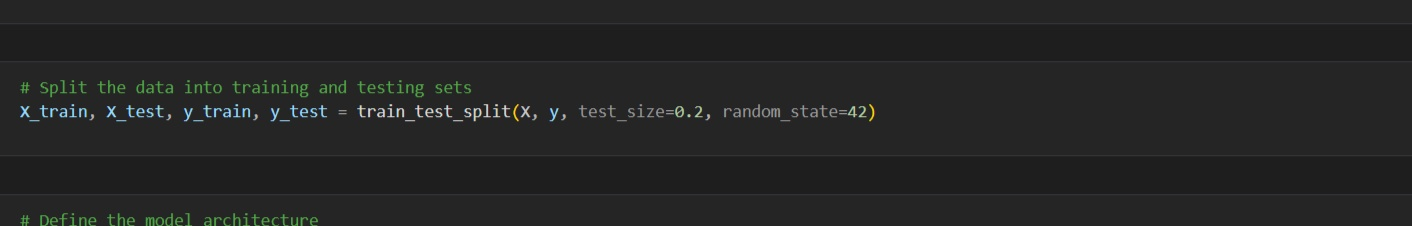 # Split the data into training and testing sets
X_train, X_test, y_train, y_test = train_test_split(X, y, test_size=0.2, random_state=42)
# Define the model architecture